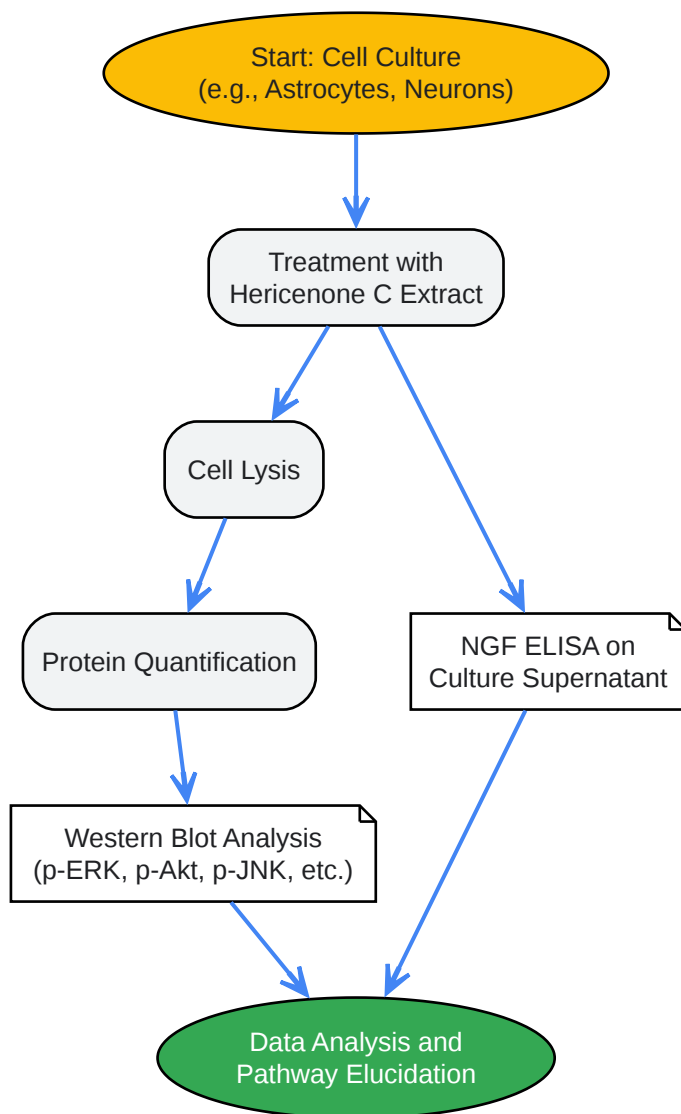 Start: Cell Culture
(e.g., Astrocytes, Neurons)
Treatment with
Hericenone C Extract
Cell Lysis
Protein Quantification
NGF ELISA on
Culture Supernatant
Western Blot Analysis
(p-ERK, p-Akt, p-JNK, etc.)
Data Analysis and
Pathway Elucidation